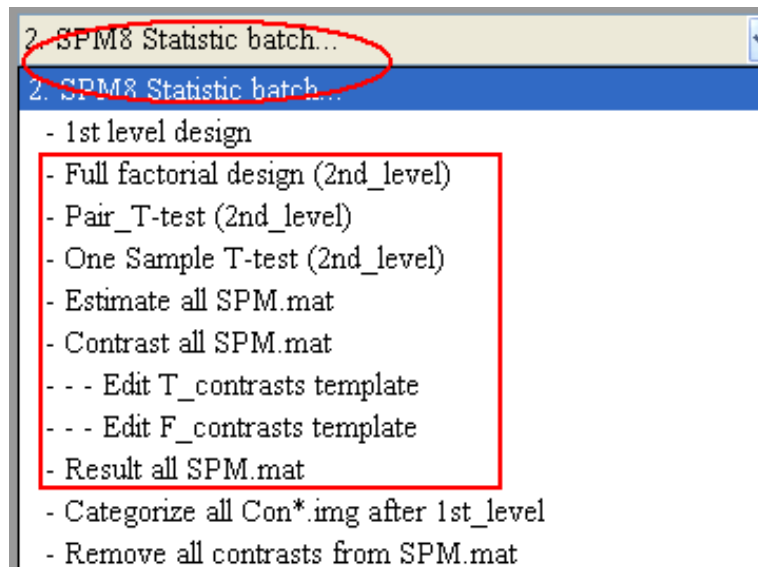 2. SPM8 Statistic batch...
2. SPM8 Statistic batch...
- 1st level design
- Full factorial design (2nd_level)
- Pair_T-test (2nd_level)
- One Sample T-test (2nd_level)
- Estimate all SPM.mat
- Contrast all SPM.mat
- - - Edit T_contrasts template
- - - Edit F_contrasts template
- Result all SPM.mat
- Categorize all Con*.img after 1st_level
- Remove all contrasts from SPM.mat